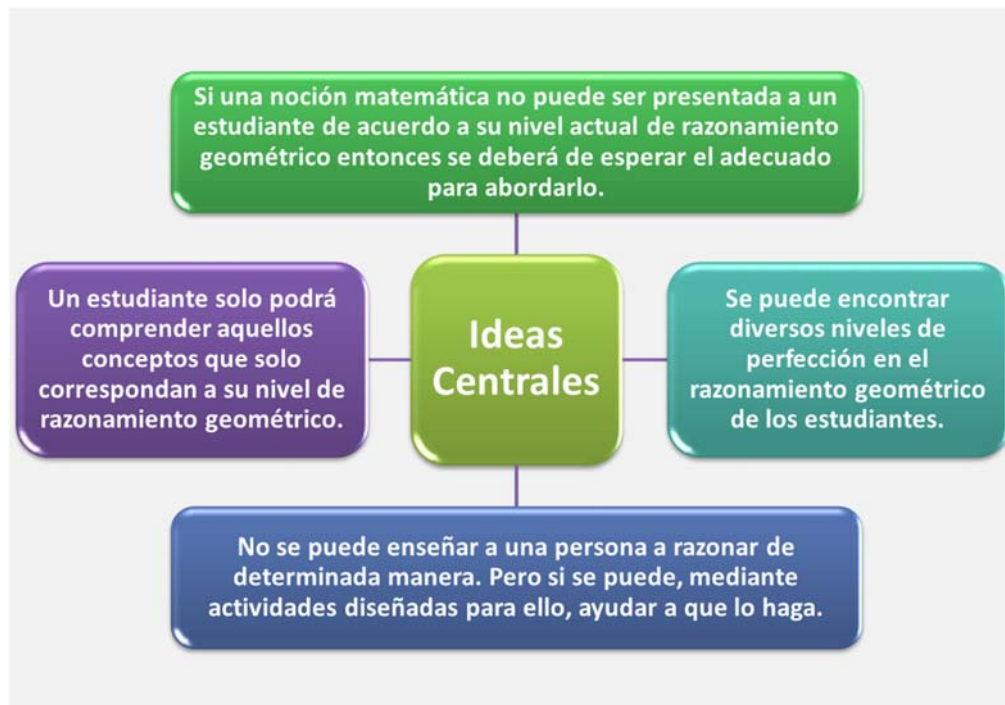 Si una noción matemática no puede ser presentada a un
estudiante de acuerdo a su nivel actual de razonamiento
geométrico entonces se deberá de esperar el adecuado
para abordarlo.
Un estudiante solo podrá
comprender aquellos
conceptos que solo
correspondan a su nivel de
razonamiento geométrico.
Ideas
Centrales
Se puede encontrar
diversos niveles de
perfección en el
razonamiento geométrico
de los estudiantes.
No se puede enseñar a una persona a razonar de
determinada manera. Pero si se puede, mediante
actividades diseñadas para ello, ayudar a que lo haga.